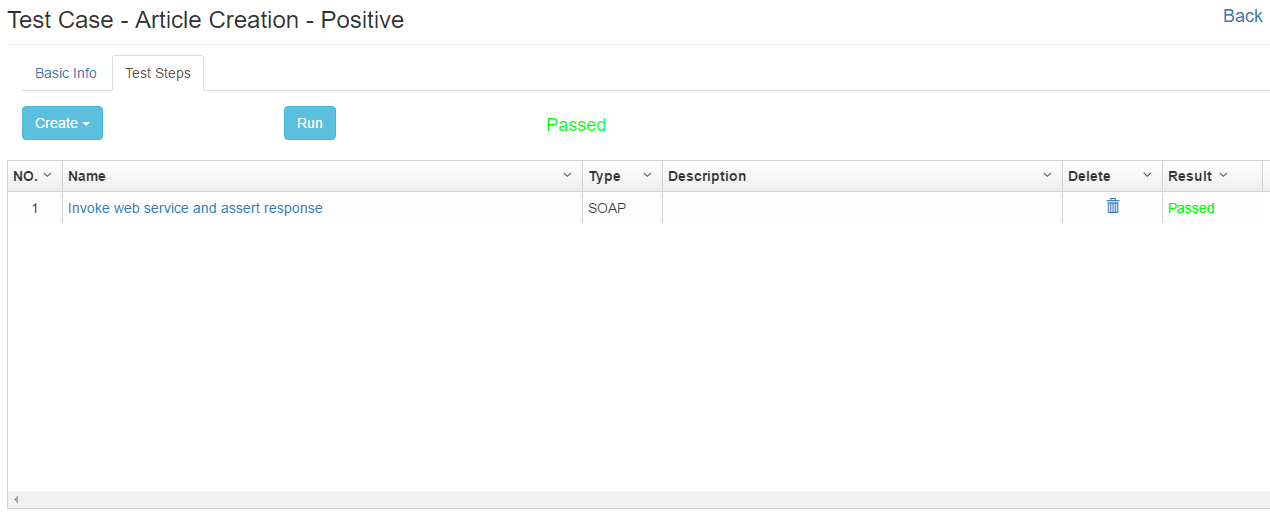 Test Case - Article Creation - Positive
Back
Basic Info
Test Steps
Create
Run
Passed
NO. Name Type Description Delete Result
1 Invoke web service and assert response SOAP Passed